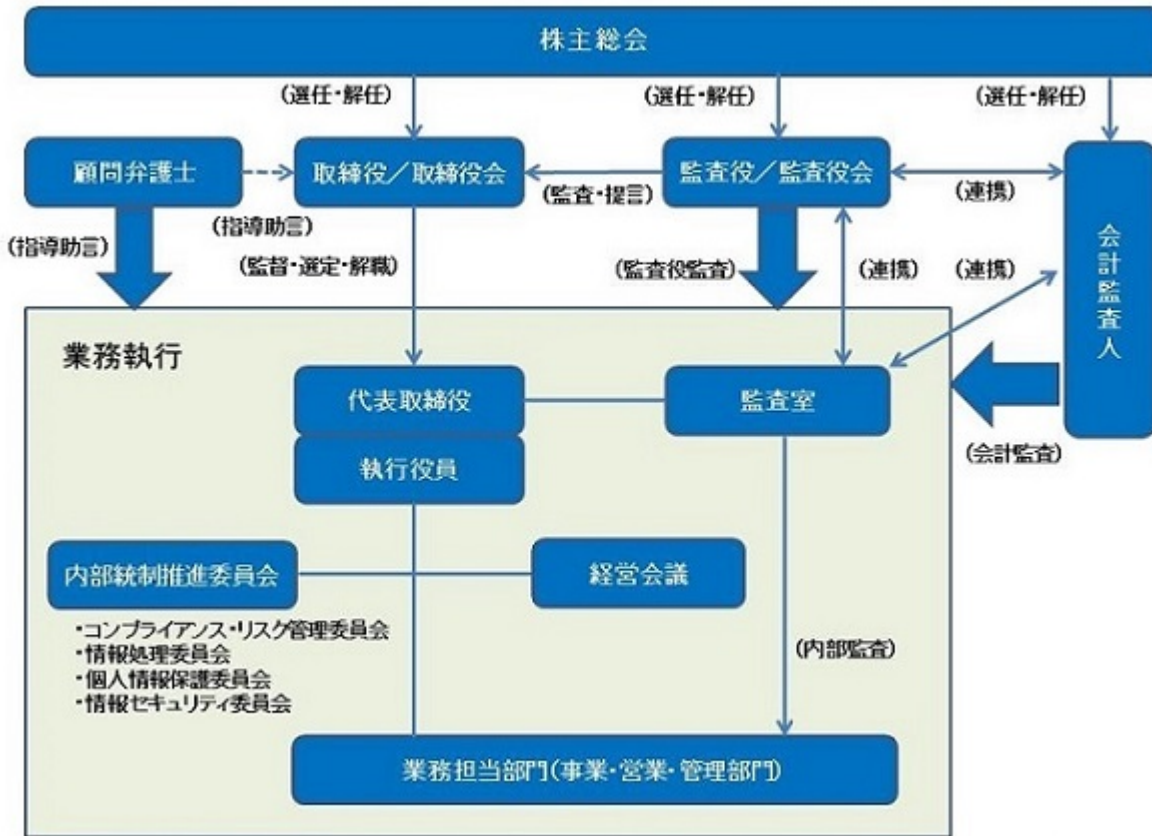 株主総会
(選任・解任)
(選任・解任)
(選任・解任)
顧問弁護士
取締役／取締役会
監査役／監査役会
(監査・提言)
(連携)
(指導助言)
(指導助言)
(監督・選定・解職)
(監査役監査)
(連携)
(連携)
会計監査人
業務執行
代表取締役
監査室
執行役員
(会計監査)
内部統制推進委員会
経営会議
・コンプライアンス・リスク管理委員会
・情報処理委員会
・個人情報保護委員会
・情報セキュリティ委員会
(内部監査)
業務担当部門(事業・営業・管理部門)